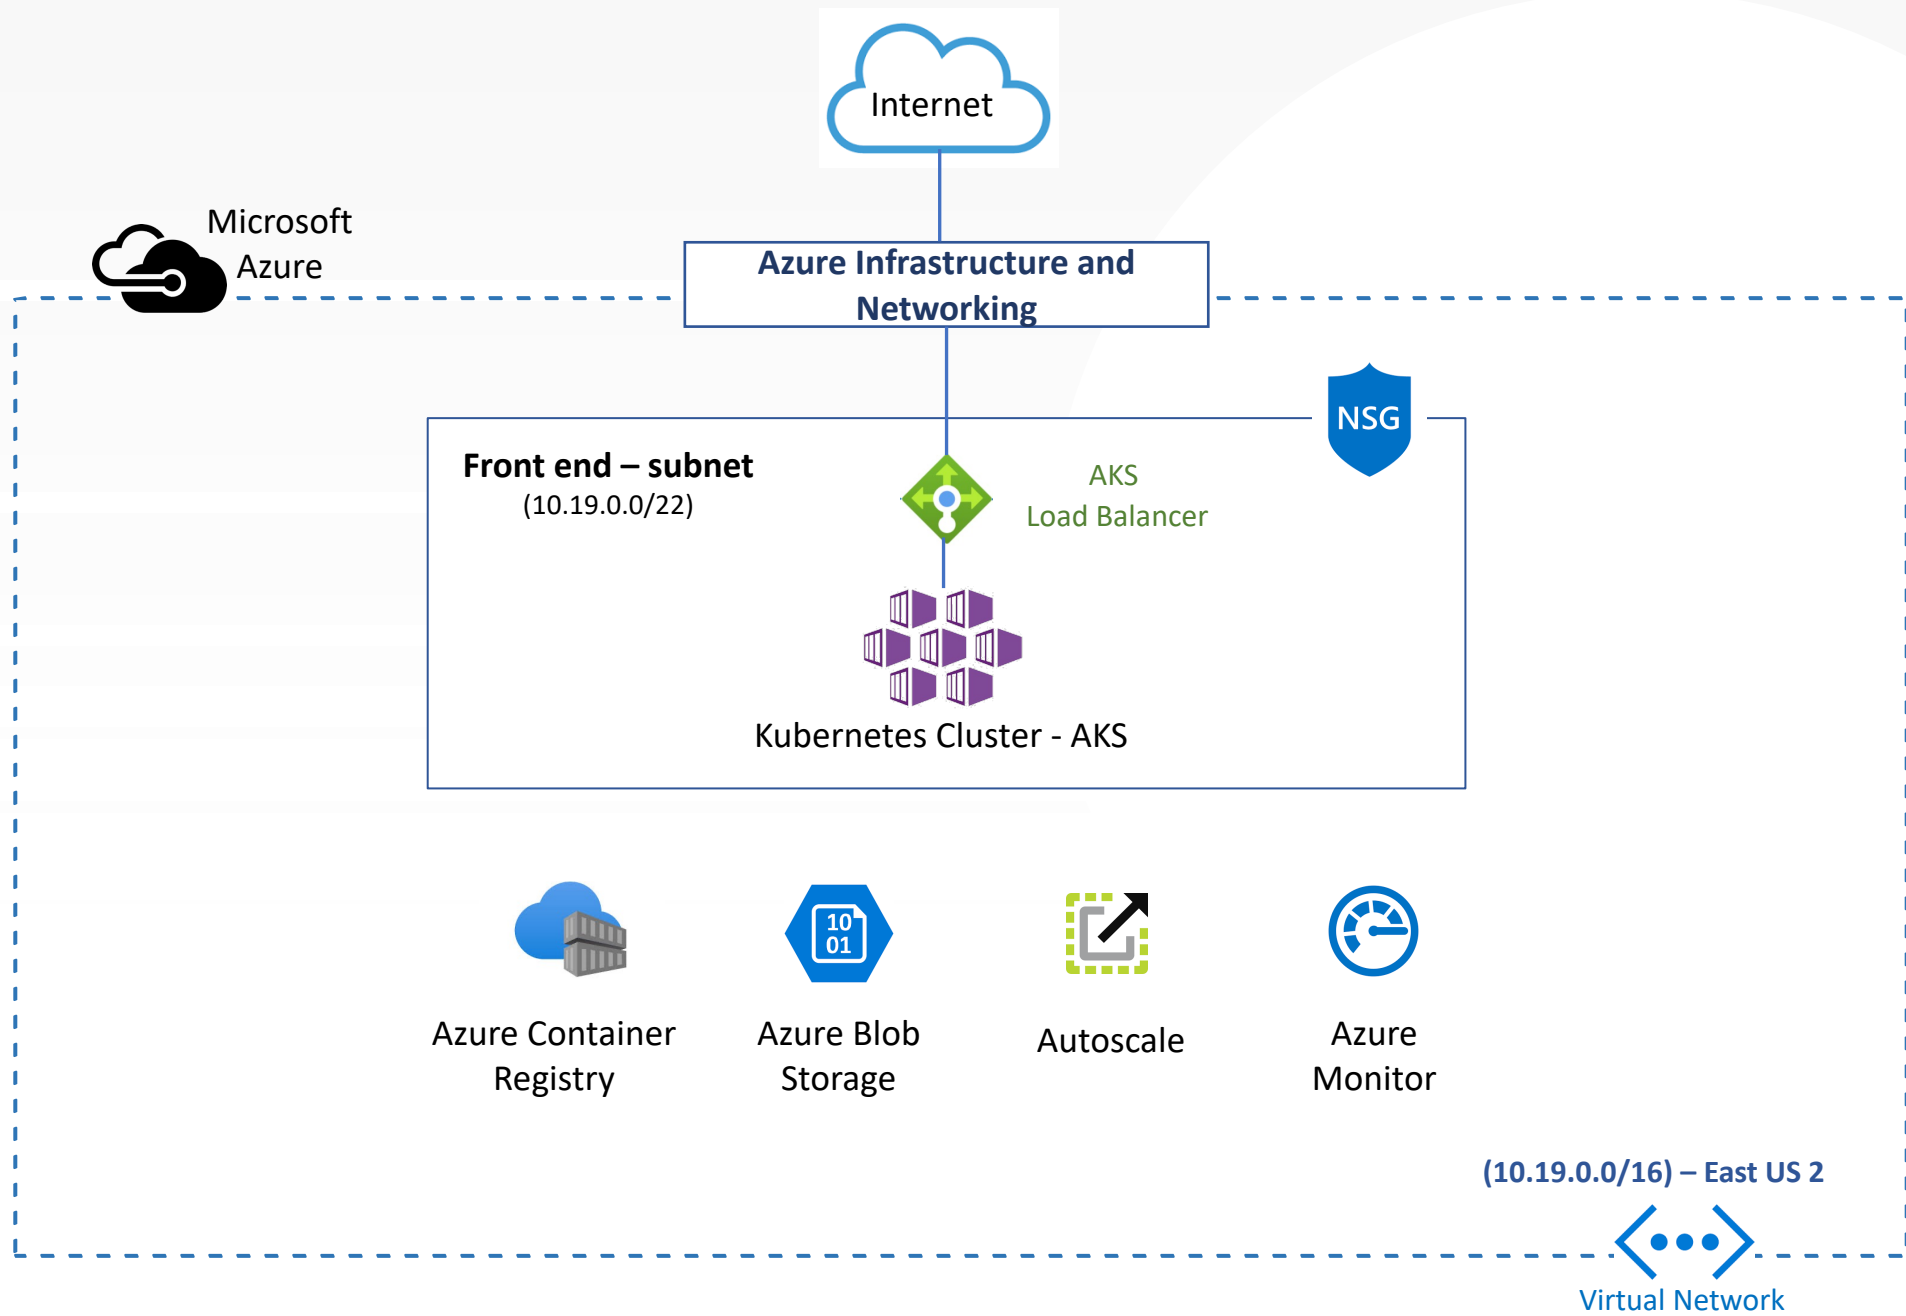 Internet
Microsoft
Azure
Azure Infrastructure and
Networking
NSG
Front end – subnet
(10.19.0.0/22)
AKS
Load Balancer
Kubernetes Cluster - AKS
10
01
Azure Container
Registry
Azure Blob
Storage
Autoscale
Azure
Monitor
(10.19.0.0/16) – East US 2
Virtual Network